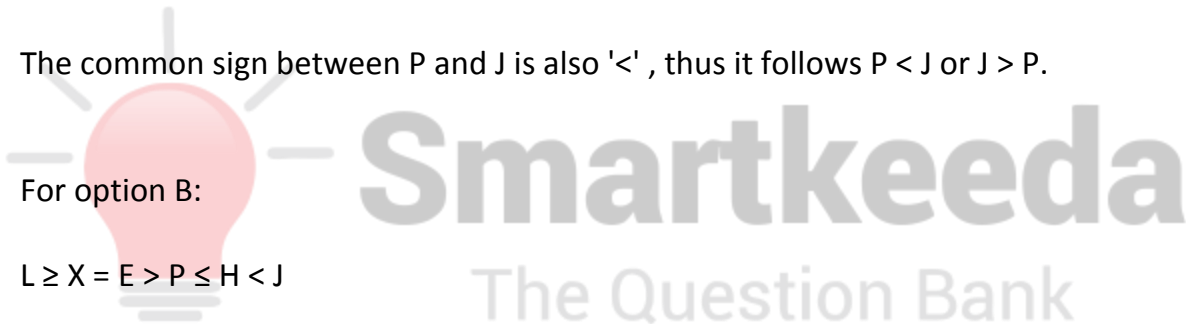 The common sign between P and J is also '<' , thus it follows P < J or J > P.
Smartkeeda
For option B:
L ≥ X = E > P ≤ H < J
The Question Bank